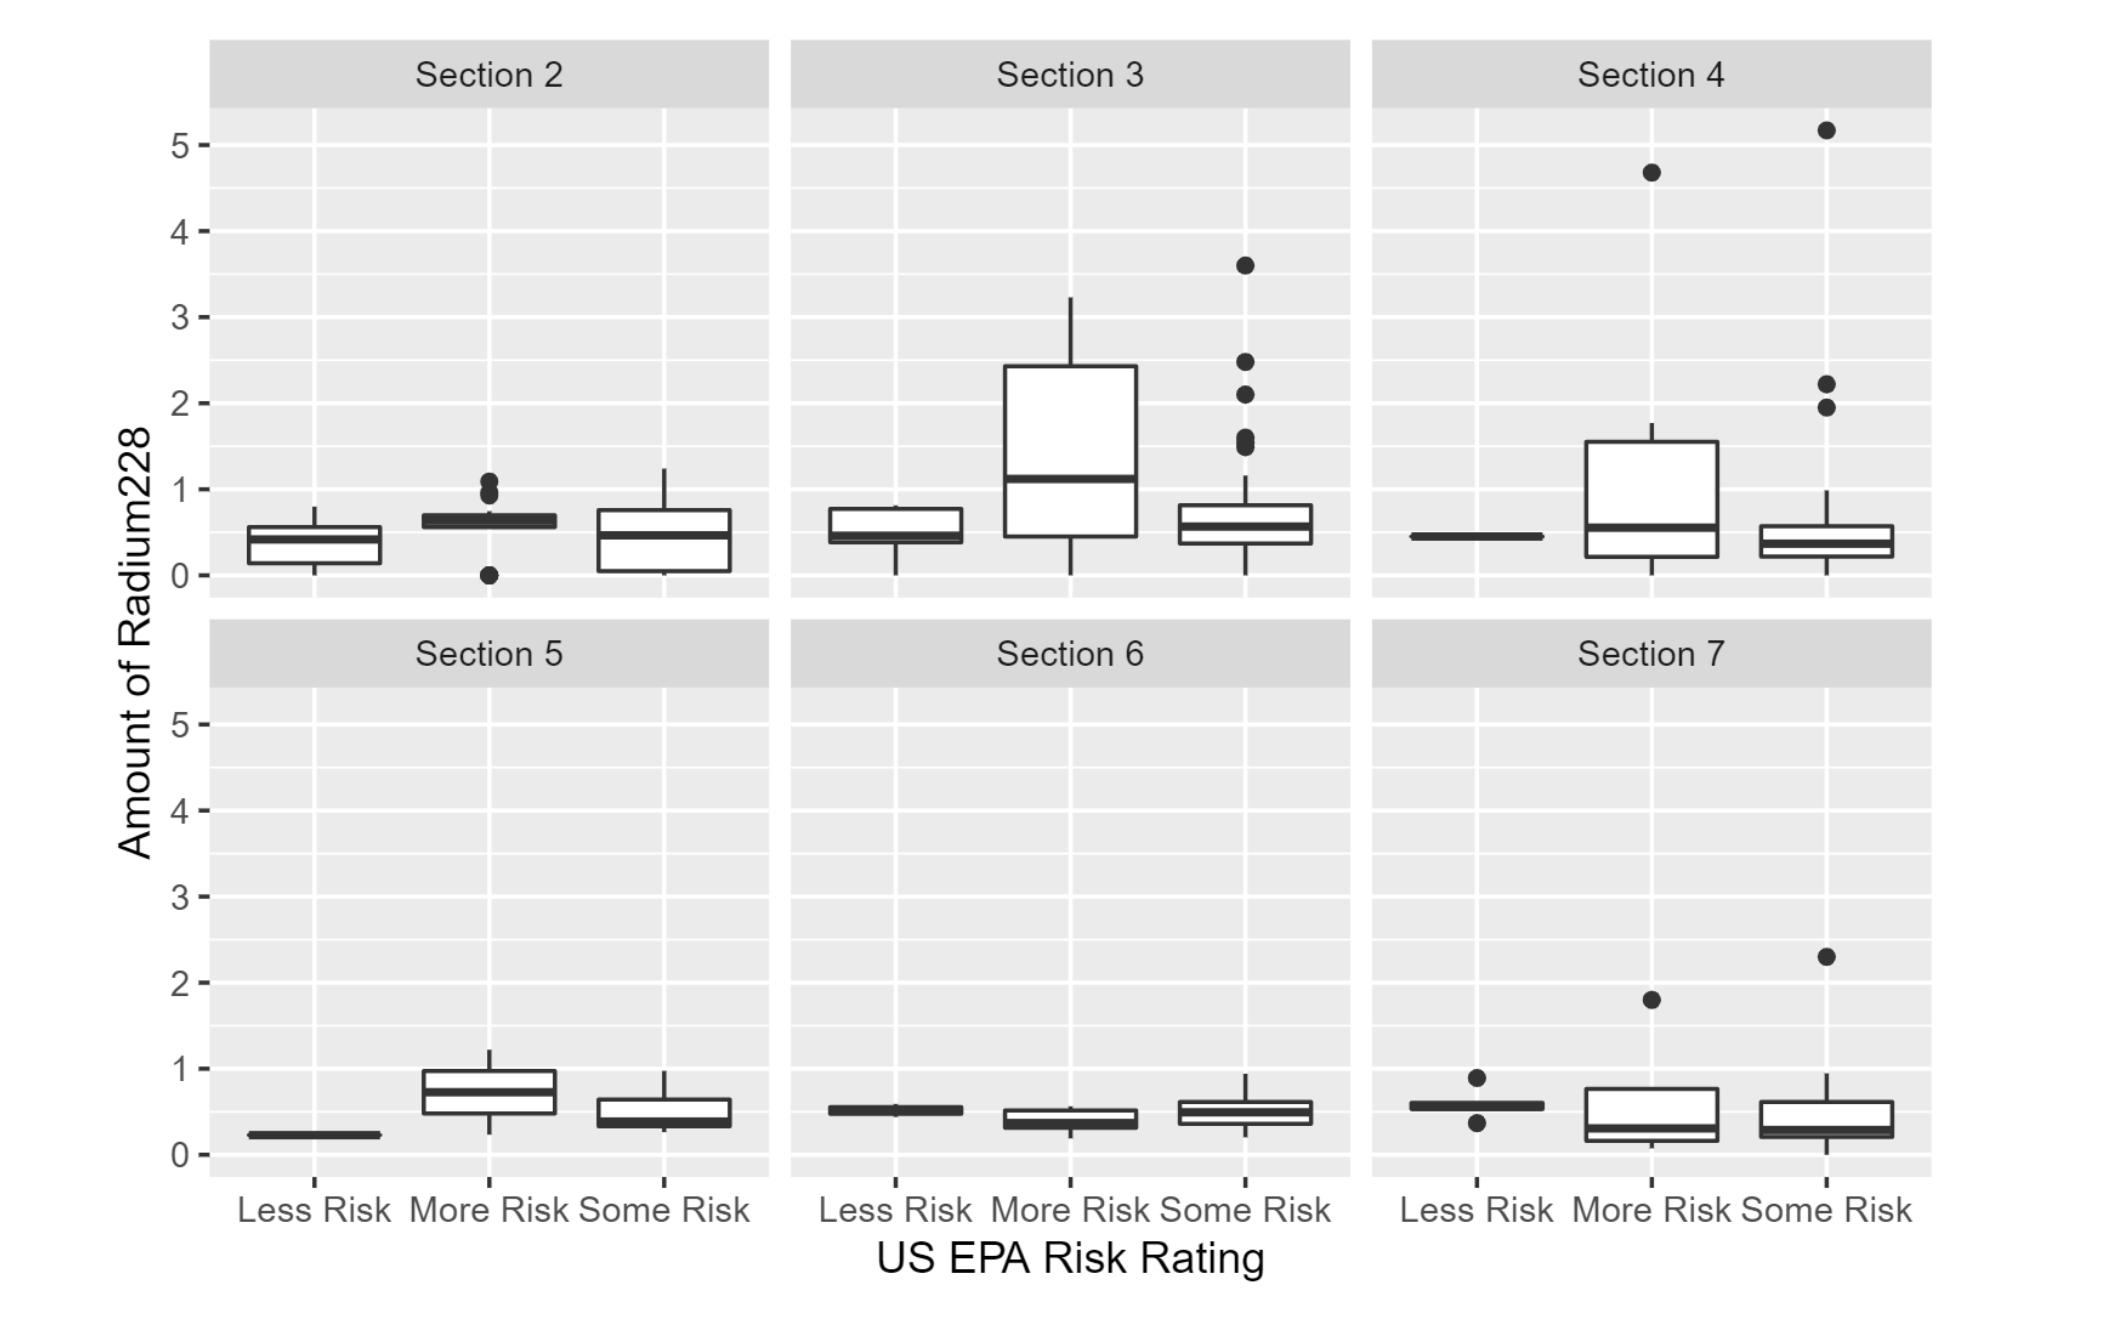 Section 2 Section 3 Section 4
5
4
3
2
1
0
Section 5 Section 6 Section 7
5
4
3
2
1
0
Less Risk More Risk Some Risk Less Risk More Risk Some Risk Less Risk More Risk Some Risk
US EPA Risk Rating
Amount of Radium228